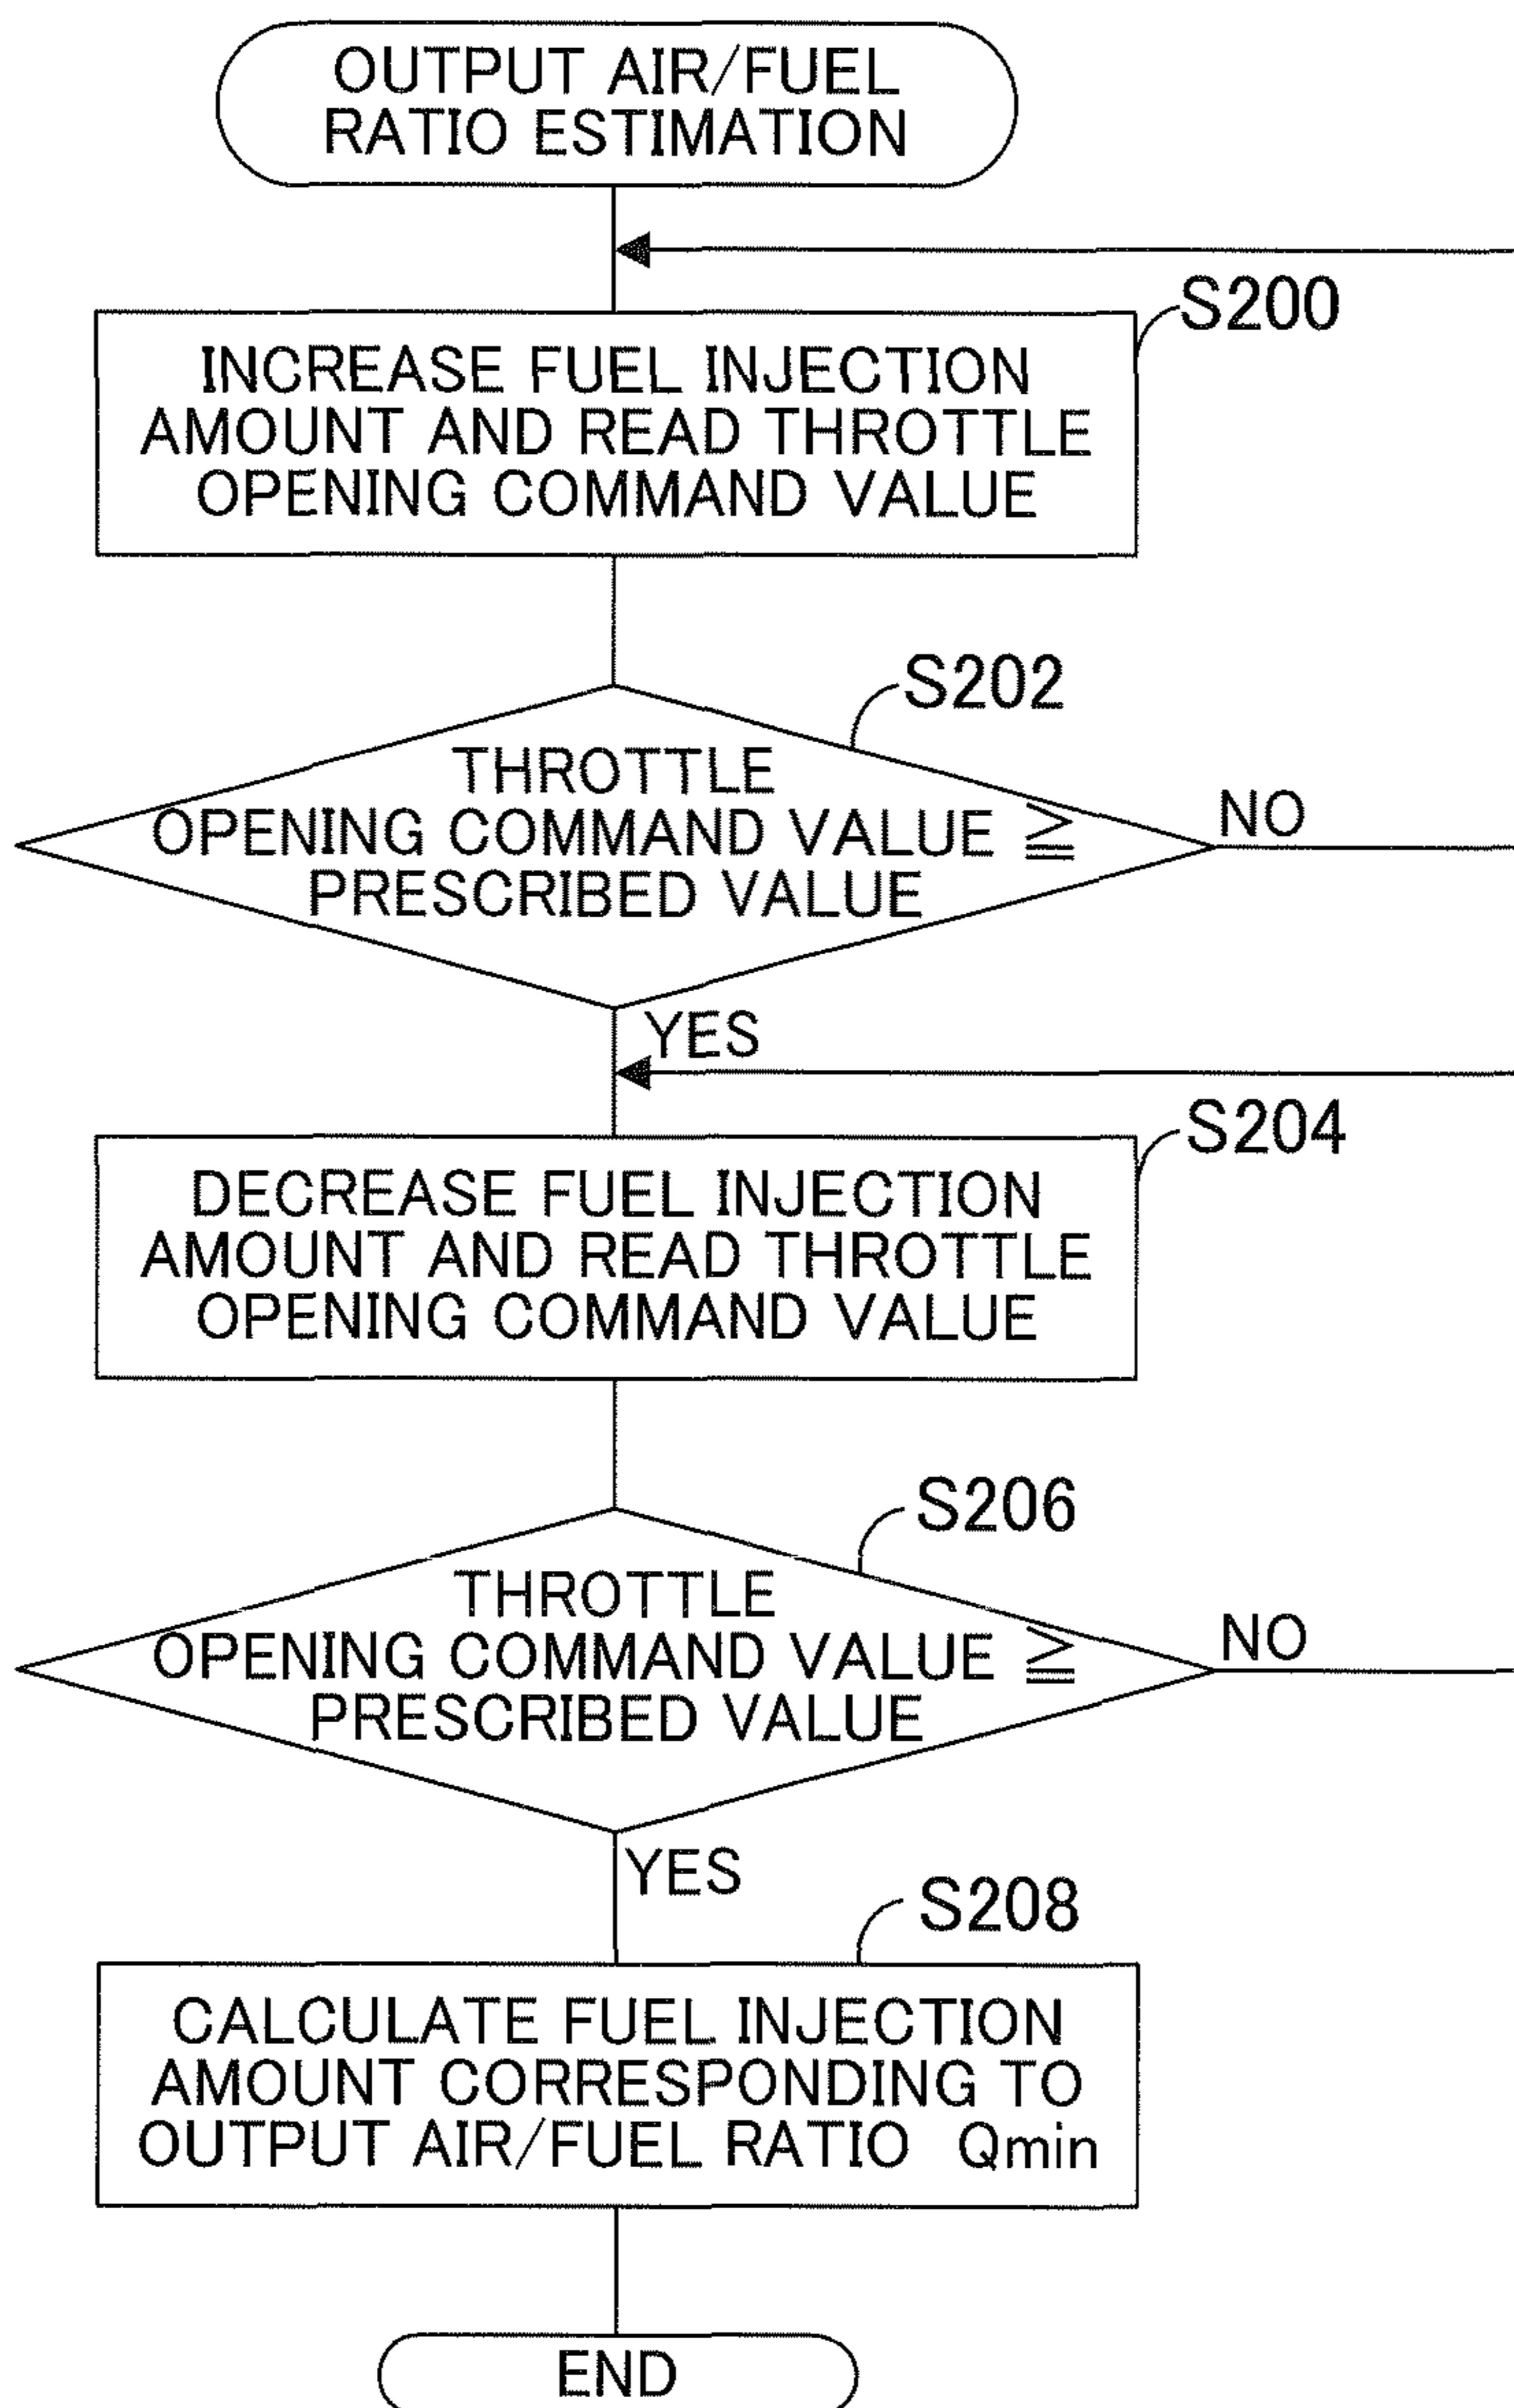 OUTPUT AIR/FUEL
RATIO ESTIMATION
S200
INCREASE FUEL INJECTION
AMOUNT AND READ THROTTLE
OPENING COMMAND VALUE
S202
THROTTLE
OPENING COMMAND VALUE ≧
PRESCRIBED VALUE
NO
YES
S204
DECREASE FUEL INJECTION
AMOUNT AND READ THROTTLE
OPENING COMMAND VALUE
S206
THROTTLE
OPENING COMMAND VALUE ≧
PRESCRIBED VALUE
NO
YES
S208
CALCULATE FUEL INJECTION
AMOUNT CORRESPONDING TO
OUTPUT AIR/FUEL RATIO Qmin
END